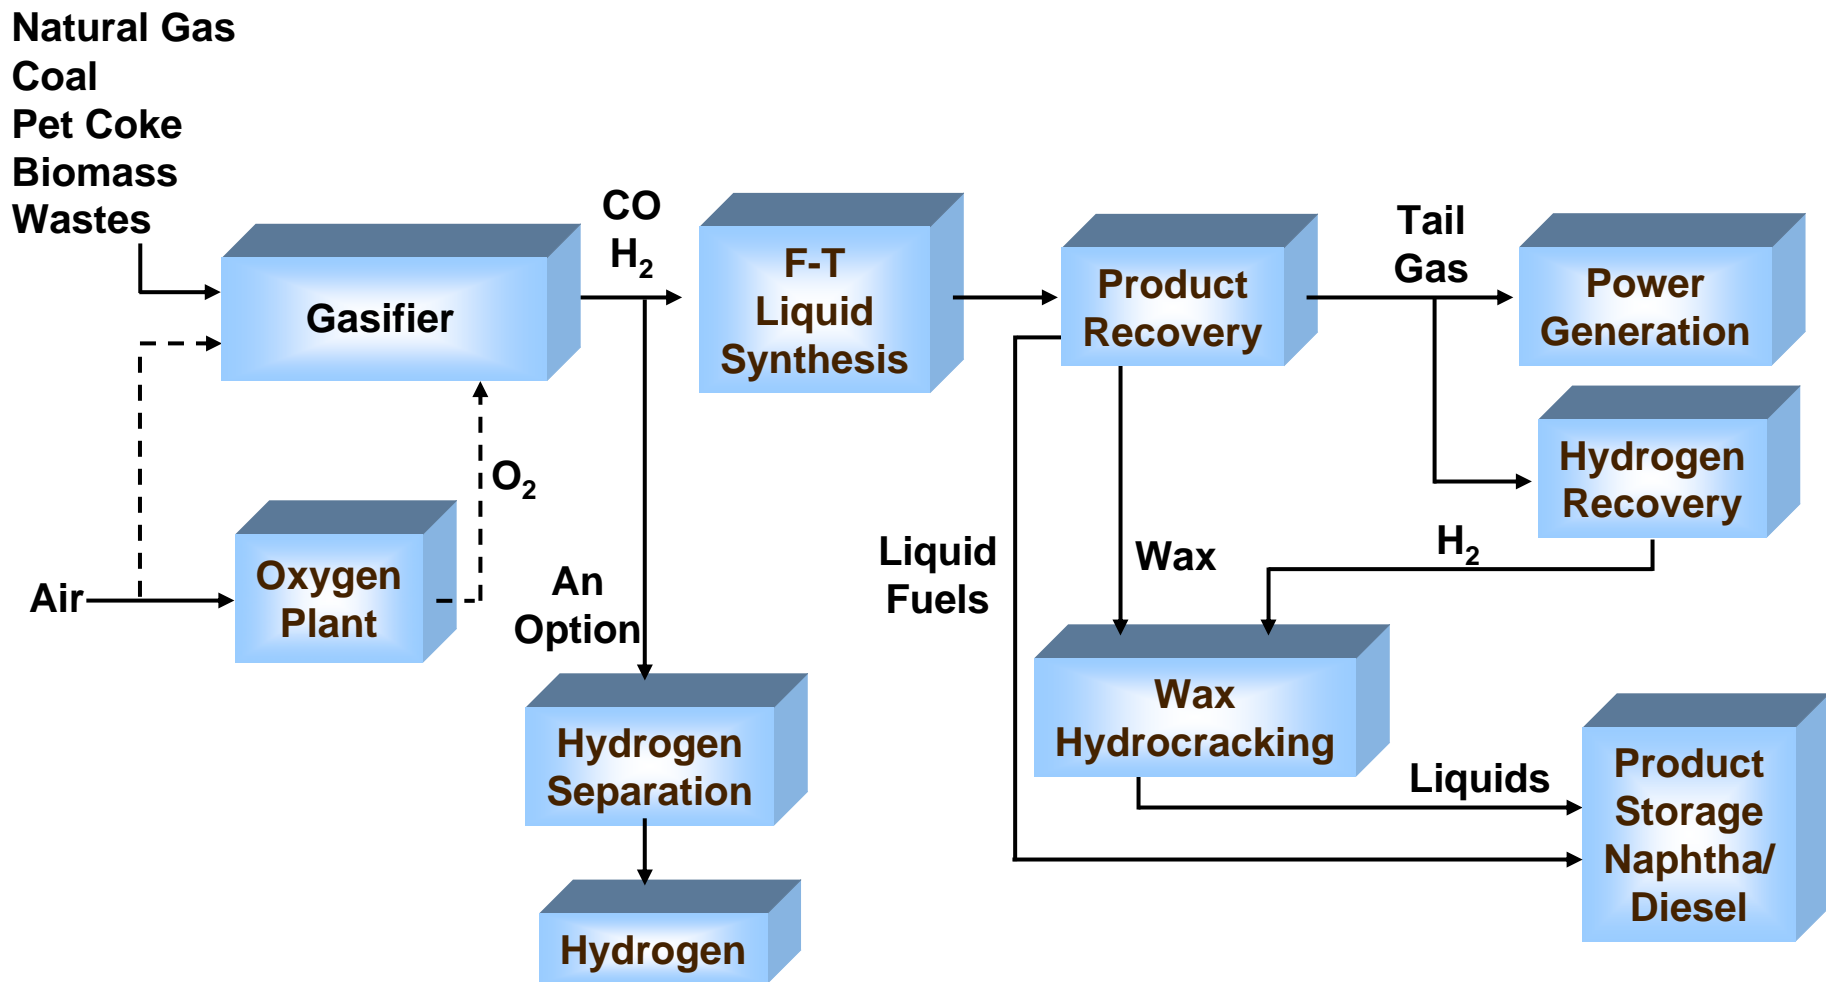 Natural Gas
Coal
Pet Coke
Biomass
Wastes
Gasifier
CO
H₂
F-T
Liquid
Synthesis
Product
Recovery
Tail
Gas
Power
Generation
Hydrogen
Recovery
O₂
Air
Oxygen
Plant
An
Option
Liquid
Fuels
Wax
H₂
Wax
Hydrocracking
Hydrogen
Separation
Liquids
Product
Storage
Naphtha/
Diesel
Hydrogen